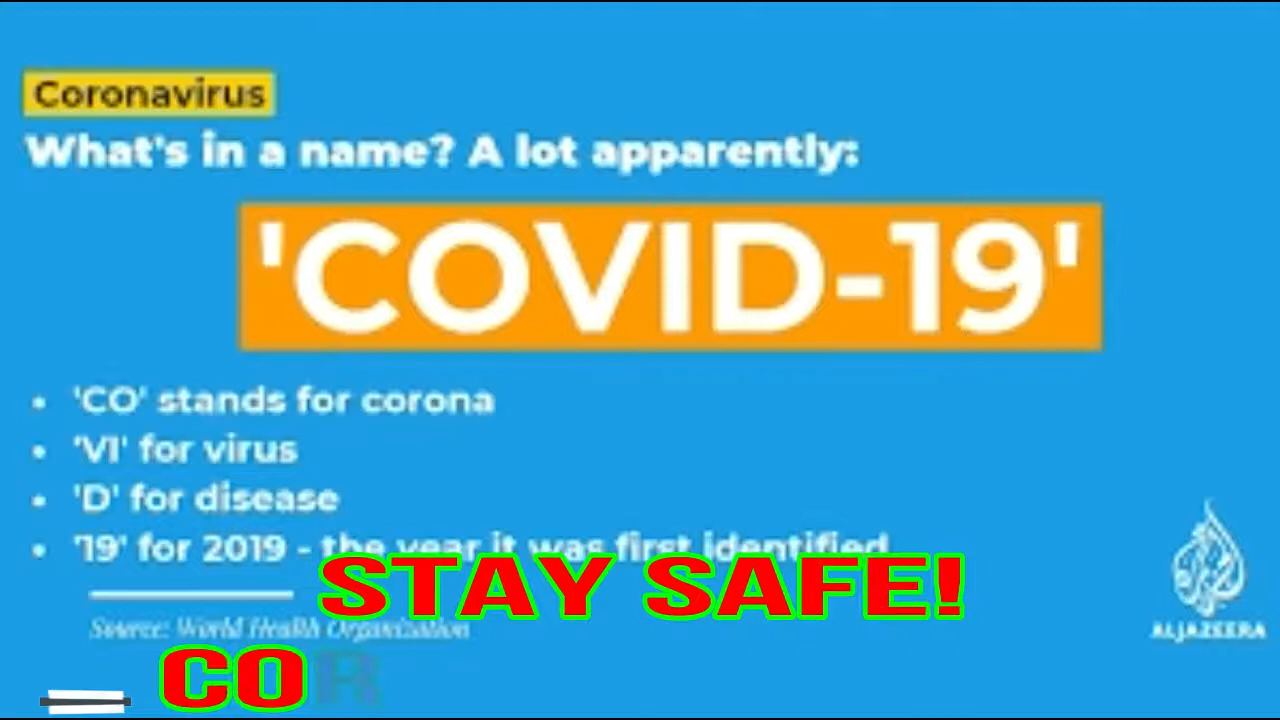 Coronavirus
What's in a name? A lot apparently:
'COVID-19'
• 'CO' stands for corona
• 'VI' for virus
• 'D' for disease
• '19' for 2019 - the year it was first identified
STAY SAFE!
Source: World Health Organization
ALJAZEERA
COR